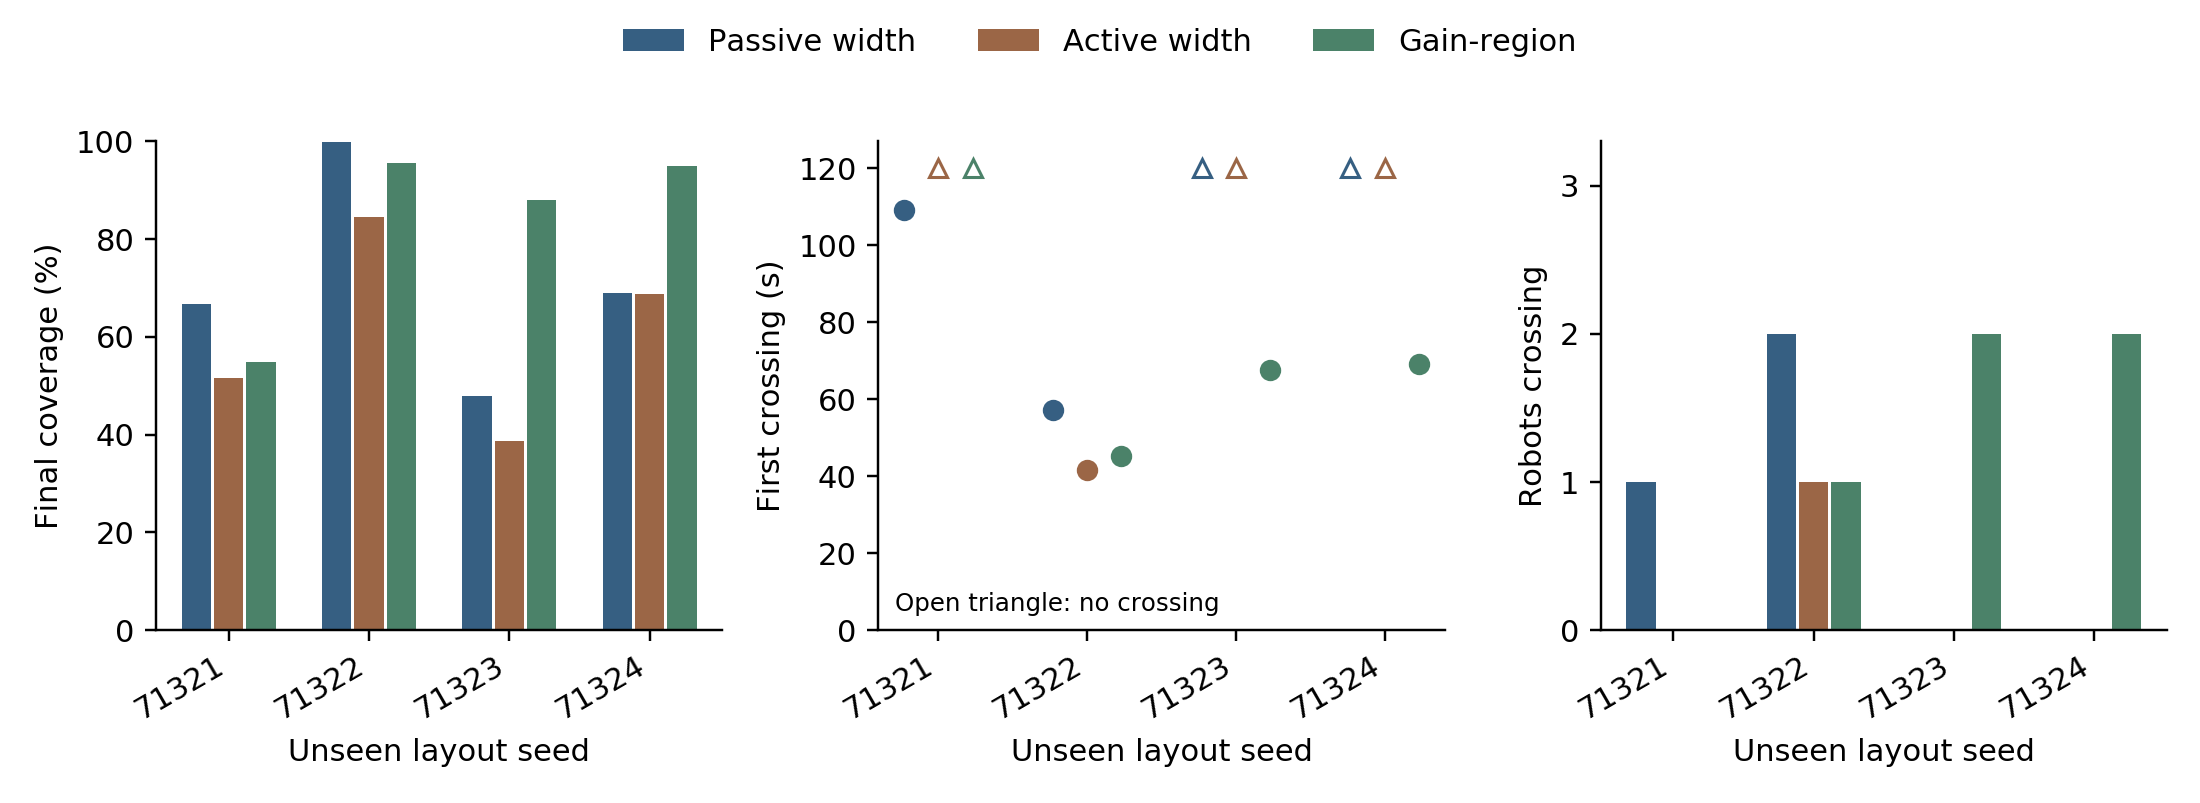 Passive width Active width Gain-region
Final coverage (%)
100
80
60
40
20
0
71321 71322 71323 71324
Unseen layout seed
First crossing (s)
120
100
80
60
40
20
0
Open triangle: no crossing
71321 71322 71323 71324
Unseen layout seed
Robots crossing
3
2
1
0
71321 71322 71323 71324
Unseen layout seed